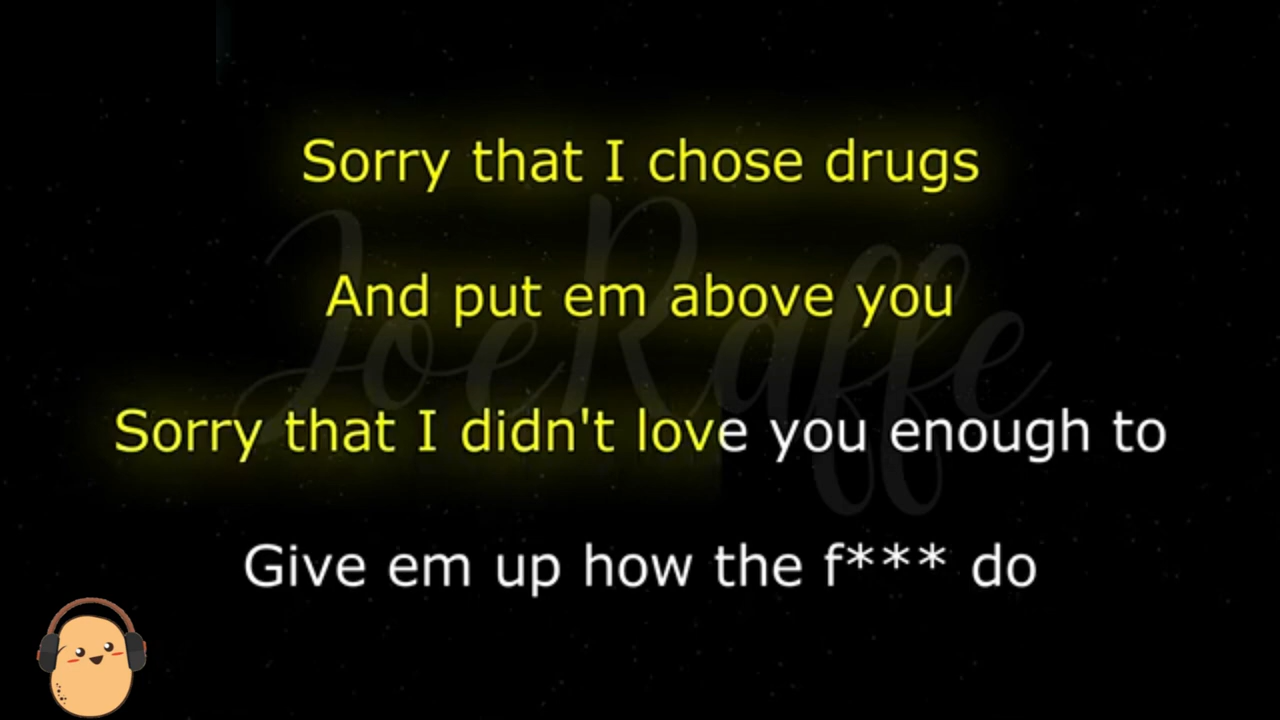 Sorry that I chose drugs
And put em above you
JoeRaffe
Sorry that I didn't love you enough to
Give em up how the f*** do